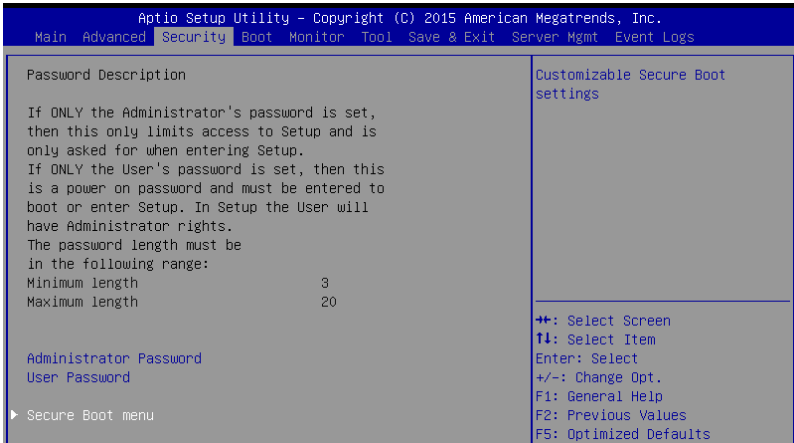 Aptio Setup Utility – Copyright (C) 2015 American Megatrends, Inc.
Main Advanced Security Boot Monitor Tool Save & Exit Server Mgmt Event Logs
Password Description
If ONLY the Administrator's password is set,
then this only limits access to Setup and is
only asked for when entering Setup.
If ONLY the User's password is set, then this
is a power on password and must be entered to
boot or enter Setup. In Setup the User will
have Administrator rights.
The password length must be
in the following range:
Minimum length 3
Maximum length 20
Administrator Password
User Password
Secure Boot menu
Customizable Secure Boot
settings
→←: Select Screen
↑↓: Select Item
Enter: Select
+/-: Change Opt.
F1: General Help
F2: Previous Values
F5: Optimized Defaults